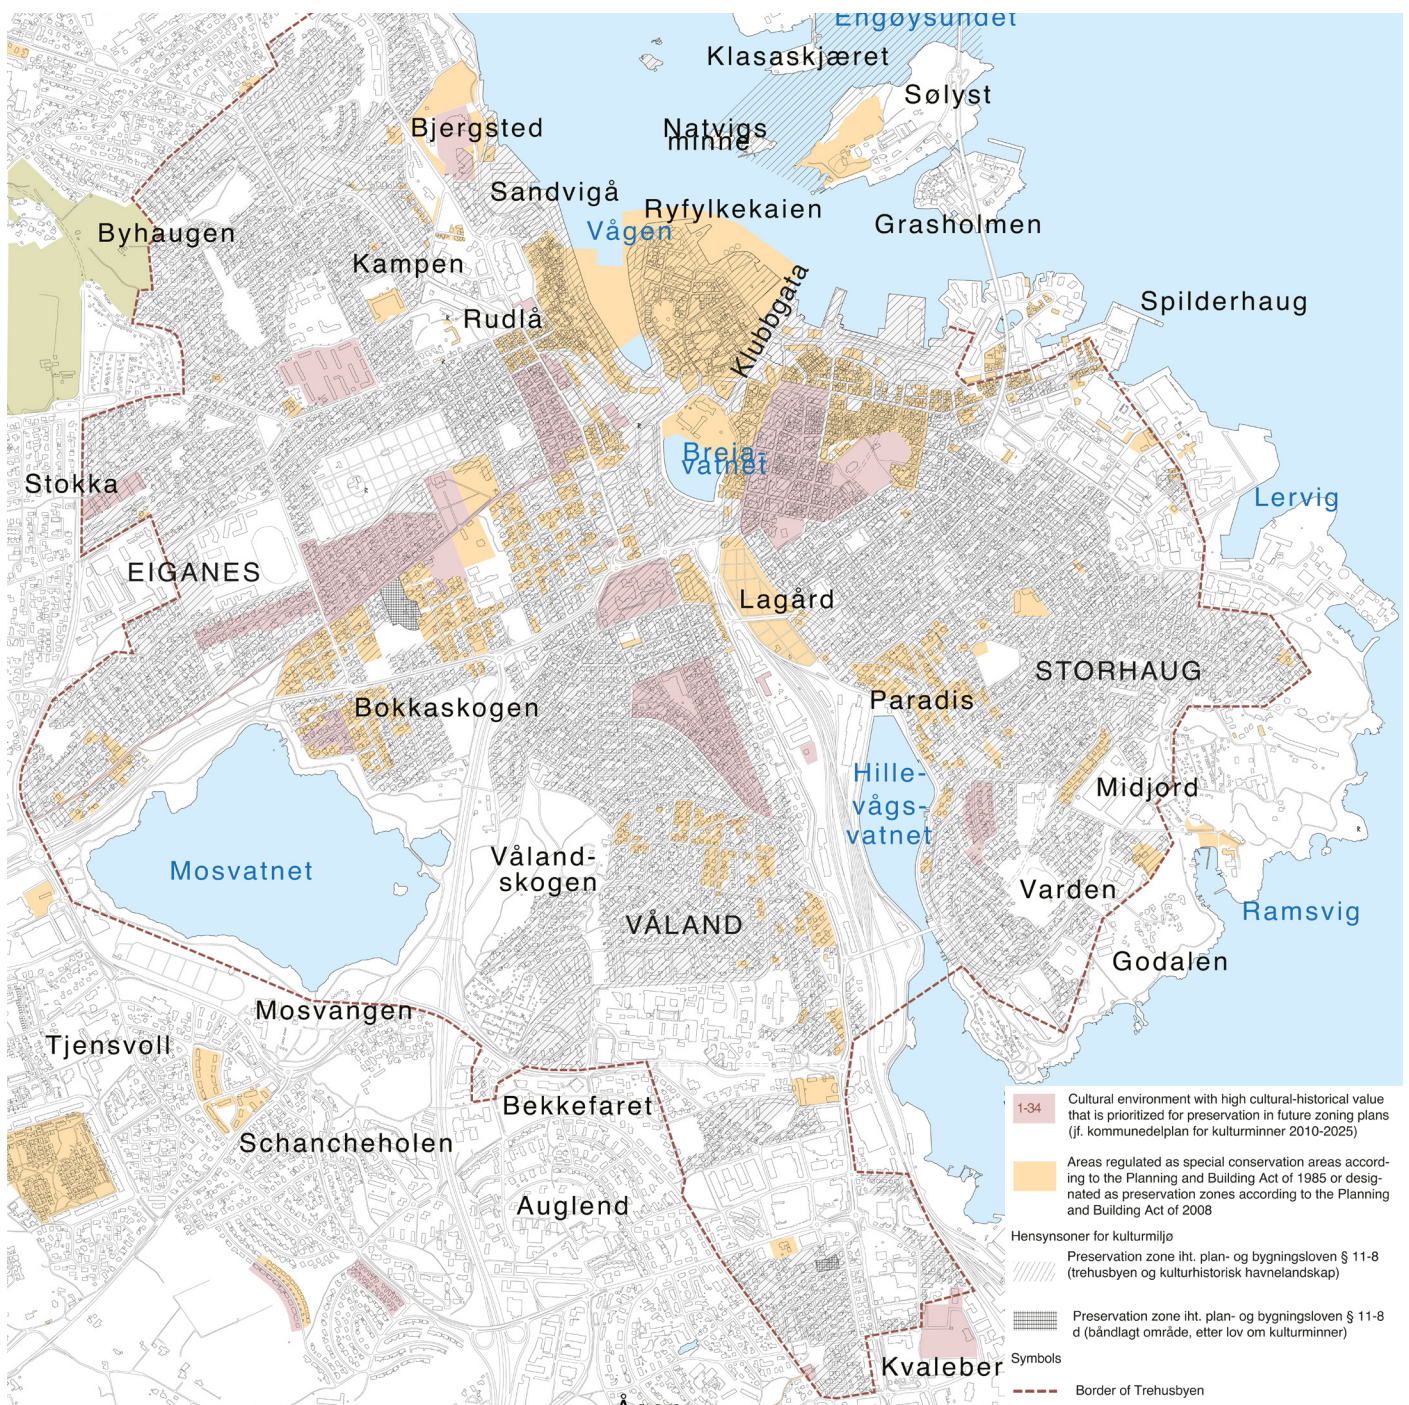 Engøysundet
Klasaskjæret
Sølyst
Bjergsted
Natvigs
minne
Sandvigå
Ryfylkekaien
Vågen
Grasholmen
Byhaugen
Kampen
Klubbgata
Spilderhaug
Rudlå
Breia-
vatnet
Stokka
Lervig
EIGANES
Lagård
STORHAUG
Bokkaskogen
Paradis
Hille-
vågs-
vatnet
Midjord
Mosvatnet
Våland-
skogen
Varden
VÅLAND
Ramsvig
Godalen
Mosvangen
Tjensvoll
Bekkefaret
Schancheholen
Auglend
Kvaleber
1-34
Cultural environment with high cultural-historical value
that is prioritized for preservation in future zoning plans
(jf. kommunedelplan for kulturminner 2010-2025)
Areas regulated as special conservation areas accord-
ing to the Planning and Building Act of 1985 or desig-
nated as preservation zones according to the Planning
and Building Act of 2008
Hensynsoner for kulturmiljø
Preservation zone iht. plan- og bygningsloven § 11-8
(trehusbyen og kulturhistorisk havnelandskap)
Preservation zone iht. plan- og bygningsloven § 11-8
d (båndlagt område, etter lov om kulturminner)
Symbols
Border of Trehusbyen